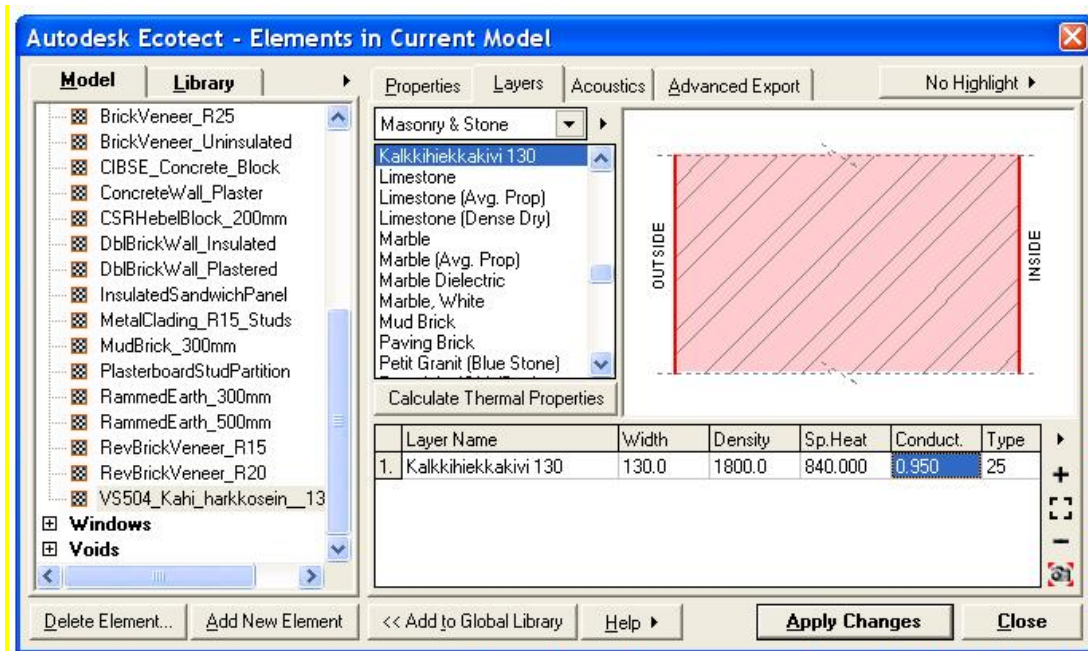 Autodesk Ecotect - Elements in Current Model
Model Library
Properties Layers Acoustics Advanced Export No Highlight
BrickVeneer_R25
BrickVeneer_Uninsulated
CIBSE_Concrete_Block
ConcreteWall_Plaster
CSRHebelBlock_200mm
DblBrickWall_Insulated
DblBrickWall_Plastered
InsulatedSandwichPanel
MetalClading_R15_Studs
MudBrick_300mm
PlasterboardStudPartition
RammedEarth_300mm
RammedEarth_500mm
RevBrickVeneer_R15
RevBrickVeneer_R20
VS504_Kahi_harkkosein__13
Windows
Voids
Masonry & Stone
Kalkkihiekkakivi 130
Limestone
Limestone (Avg. Prop)
Limestone (Dense Dry)
Marble
Marble (Avg. Prop)
Marble Dielectric
Marble, White
Mud Brick
Paving Brick
Petit Granit (Blue Stone)
Calculate Thermal Properties
OUTSIDE
INSIDE
Layer Name Width Density Sp.Heat Conduct. Type
1. Kalkkihiekkakivi 130 130.0 1800.0 840.000 0.950 25
Delete Element... Add New Element << Add to Global Library Help Apply Changes Close